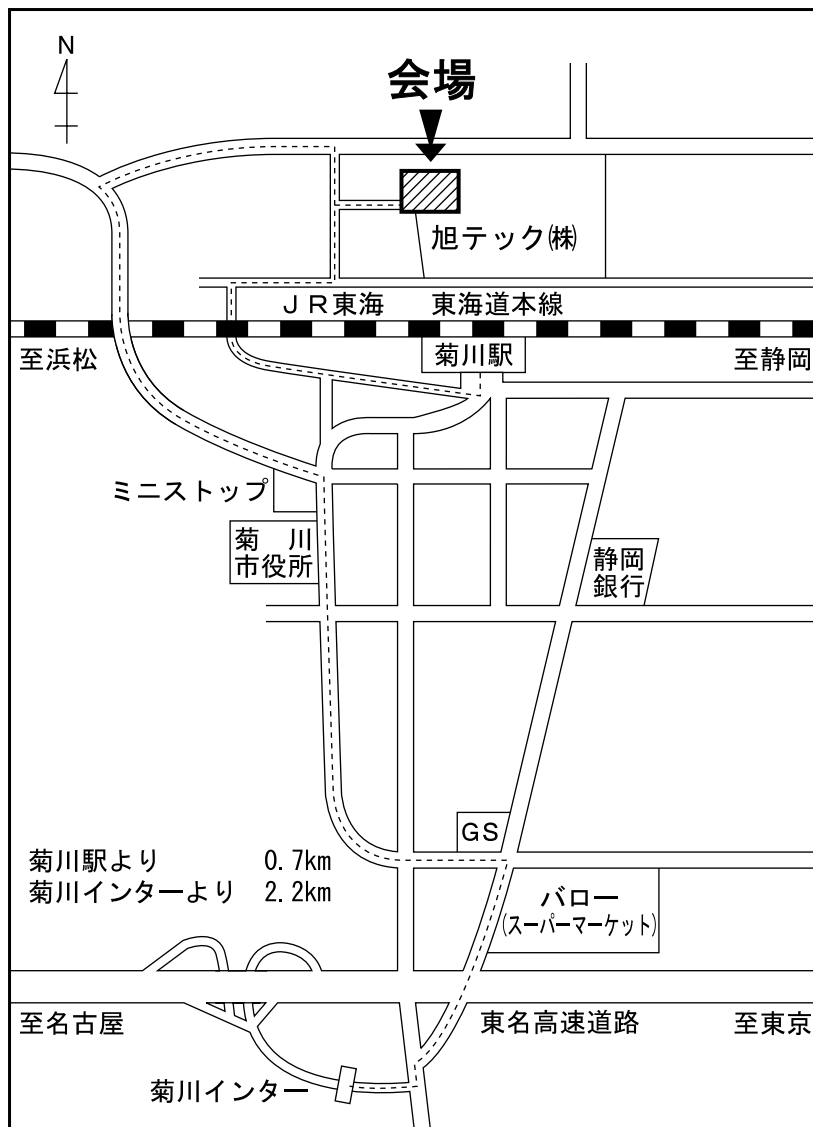 N
会場
旭テック㈱
JR東海 東海道本線
菊川駅
至浜松
至静岡
ミニストップ
菊 川
市役所
静岡
銀行
GS
菊川駅より 0.7km
菊川インターより 2.2km
バロー
(スーパーマーケット)
至名古屋
東名高速道路
至東京
菊川インター